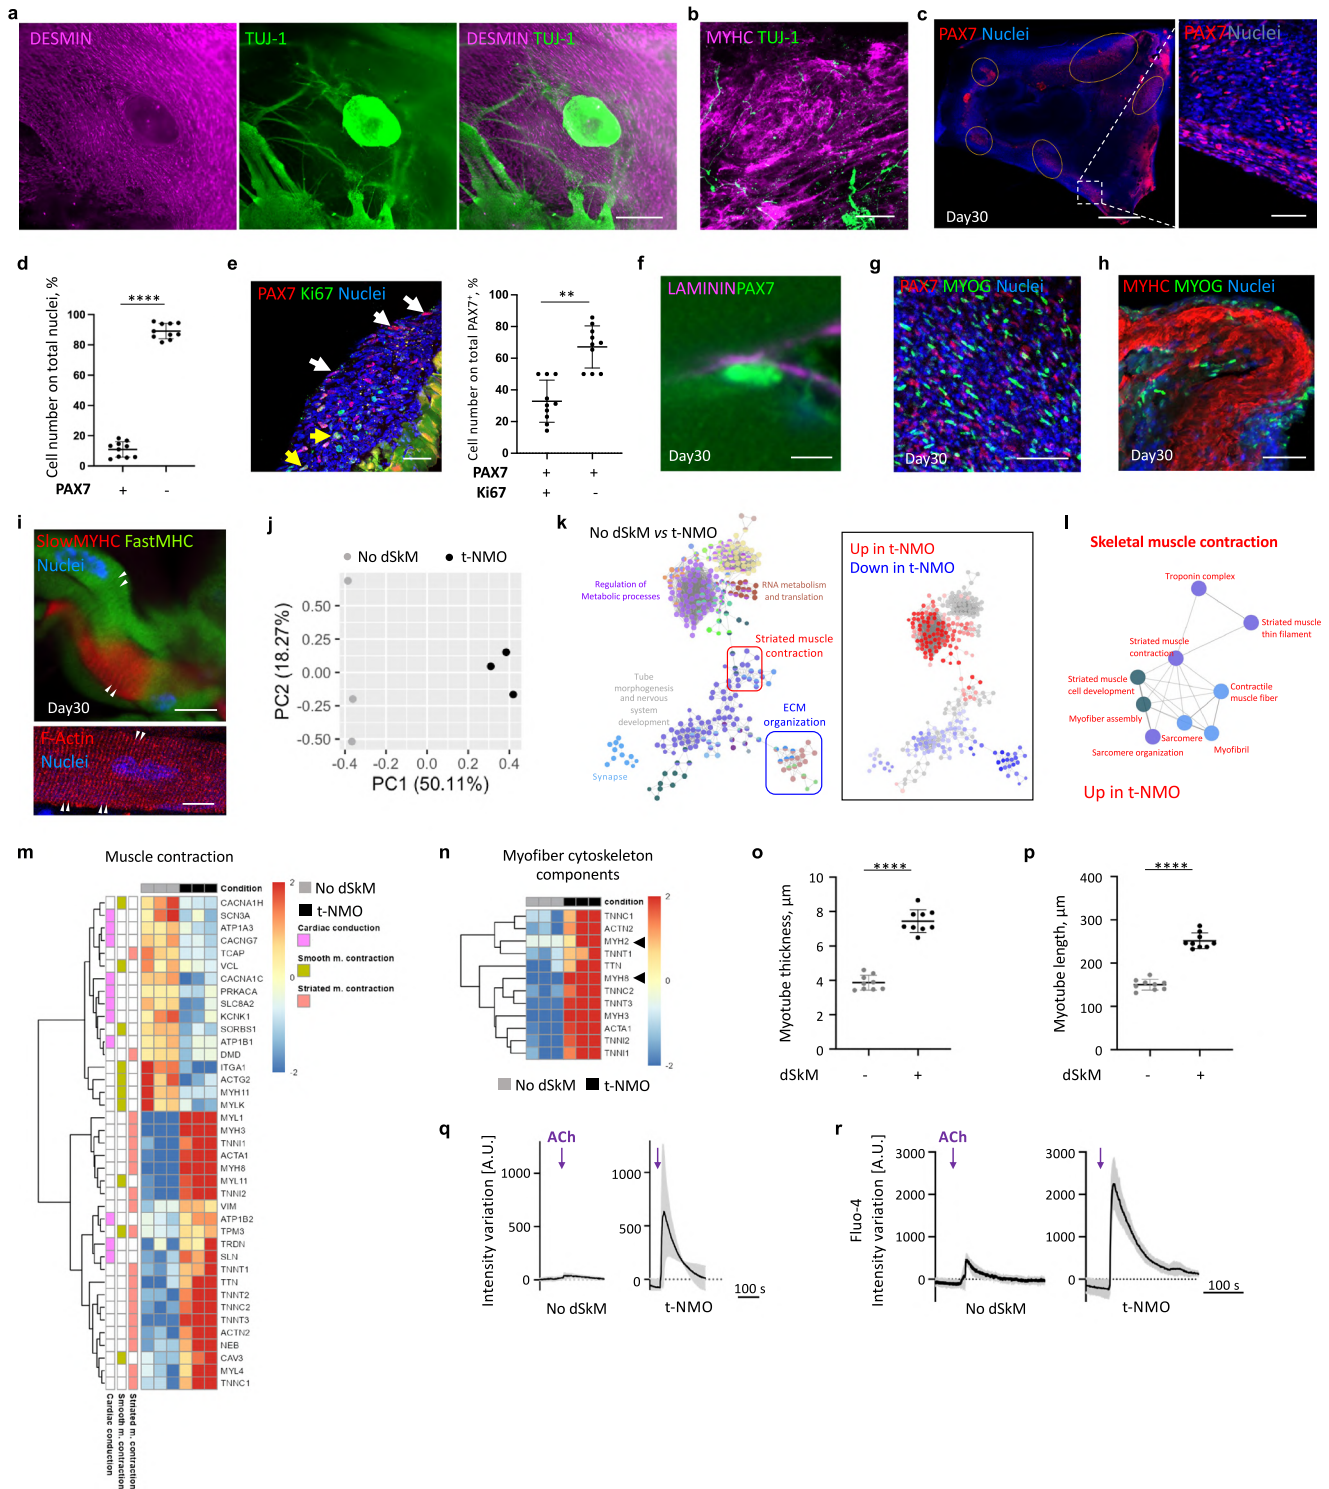 a
DESMIN
TUJ-1
DESMIN TUJ-1
b
MYHC TUJ-1
c
PAX7 Nuclei
Day30
PAX7Nuclei
d
Cell number on total nuclei, %
100
80
60
40
20
0
****
PAX7
+
-
e
PAX7 Ki67 Nuclei
Cell number on total PAX7+, %
100
80
60
40
20
0
**
PAX7
+
+
Ki67
+
-
f
LAMININPAX7
Day30
g
PAX7 MYOG Nuclei
Day30
h
MYHC MYOG Nuclei
Day30
i
SlowMYHC FastMHC
Nuclei
Day30
F-Actin
Nuclei
j
No dSkM
t-NMO
PC2 (18.27%)
0.50
0.25
0.00
-0.25
-0.50
-0.4
-0.2
0.0
0.2
0.4
PC1 (50.11%)
k
No dSkM vs t-NMO
Regulation of
Metabolic processes
RNA metabolism
and translation
Striated muscle
contraction
Tube
morphogenesis
and nervous
system
development
ECM
organization
Synapse
Up in t-NMO
Down in t-NMO
l
Skeletal muscle contraction
Troponin complex
Striated muscle
thin filament
Striated muscle
contraction
Striated muscle
cell development
Contractile
muscle fiber
Myofiber assembly
Sarcomere
Myofibril
Sarcomere organization
Up in t-NMO
m
Muscle contraction
Condition
CACNA1H
SCN3A
ATP1A3
CACNG7
TCAP
VCL
CACNA1C
PRKACA
SLC8A2
KCNK1
SORBS1
ATP1B1
DMD
ITGA1
ACTG2
MYH11
MYLK
MYL1
MYH3
TNNI1
ACTA1
MYH8
MYL11
TNNI2
VIM
ATP1B2
TPM3
TRDN
SLN
TNNT1
TTN
TNNT2
TNNC2
TNNT3
ACTN2
NEB
CAV3
MYL4
TNNC1
2
0
-2
No dSkM
t-NMO
Cardiac conduction
Smooth m. contraction
Striated m. contraction
Cardiac conduction
Smooth m. contraction
Striated m. contraction
n
Myofiber cytoskeleton
components
condition
TNNC1
ACTN2
MYH2
TNNT1
TTN
MYH8
TNNC2
TNNT3
MYH3
ACTA1
TNNI2
TNNI1
2
0
-2
No dSkM
t-NMO
o
Myotube thickness, μm
10
8
6
4
2
0
****
dSkM
-
+
p
Myotube length, μm
400
300
200
100
0
****
dSkM
-
+
q
ACh
Intensity variation [A.U.]
1000
500
0
No dSkM
1000
500
0
t-NMO
100 s
r
ACh
Fluo-4
Intensity variation [A.U.]
3000
2000
1000
0
No dSkM
3000
2000
1000
0
t-NMO
100 s